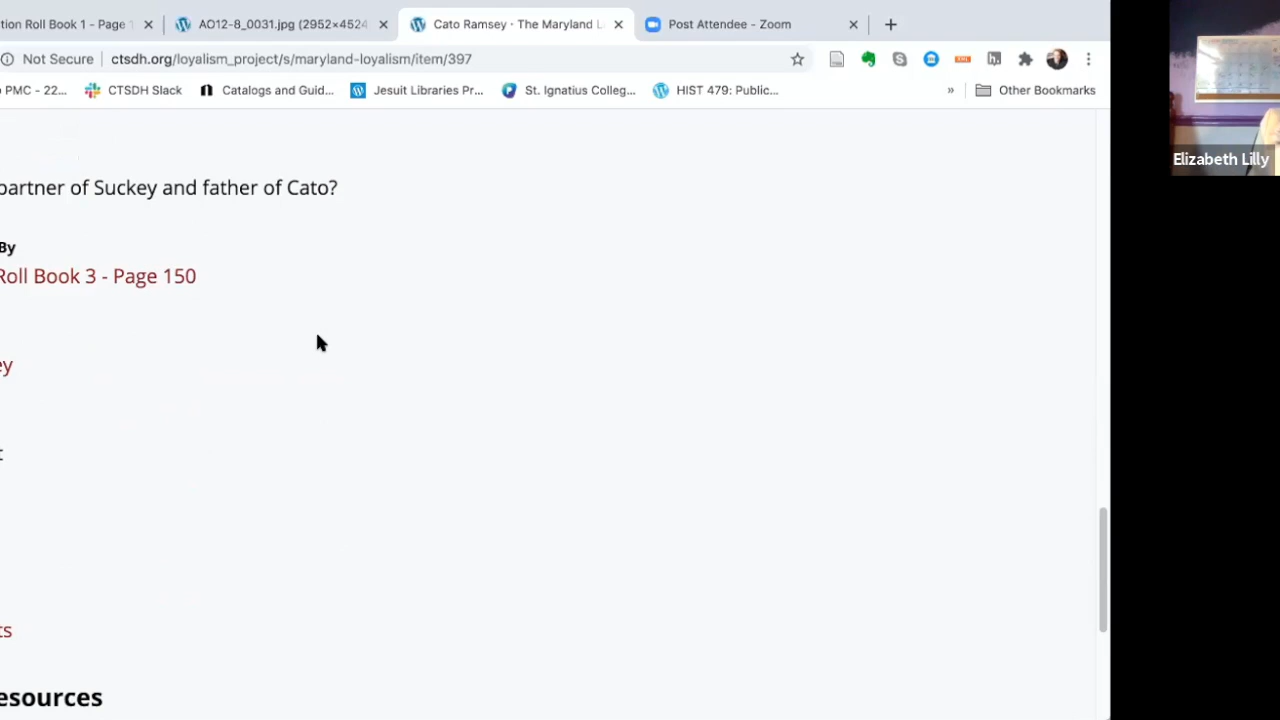 tion Roll Book 1 - Page 1
AO12-8_0031.jpg (2952×4524
Cato Ramsey · The Maryland L
Post Attendee - Zoom
Not Secure
ctsdh.org/loyalism_project/s/maryland-loyalism/item/397
PMC - 22...
CTSDH Slack
Catalogs and Guid...
Jesuit Libraries Pr...
St. Ignatius Colleg...
HIST 479: Public...
»
Other Bookmarks
Elizabeth Lilly
partner of Suckey and father of Cato?
By
Roll Book 3 - Page 150
ey
t
ts
esources